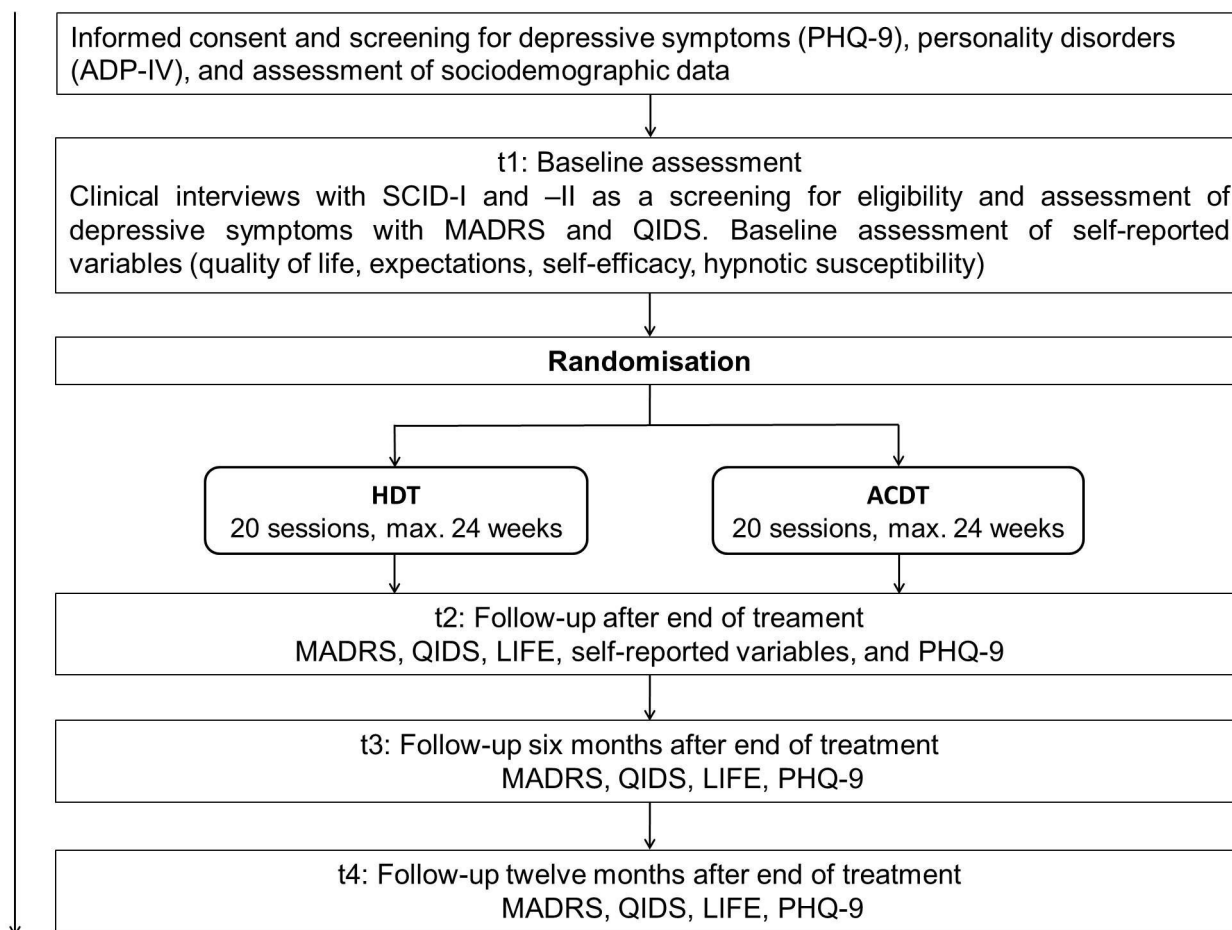 Informed consent and screening for depressive symptoms (PHQ-9), personality disorders
(ADP-IV), and assessment of sociodemographic data
t1: Baseline assessment
Clinical interviews with SCID-I and –II as a screening for eligibility and assessment of
depressive symptoms with MADRS and QIDS. Baseline assessment of self-reported
variables (quality of life, expectations, self-efficacy, hypnotic susceptibility)
Randomisation
HDT
20 sessions, max. 24 weeks
ACDT
20 sessions, max. 24 weeks
t2: Follow-up after end of treament
MADRS, QIDS, LIFE, self-reported variables, and PHQ-9
t3: Follow-up six months after end of treatment
MADRS, QIDS, LIFE, PHQ-9
t4: Follow-up twelve months after end of treatment
MADRS, QIDS, LIFE, PHQ-9